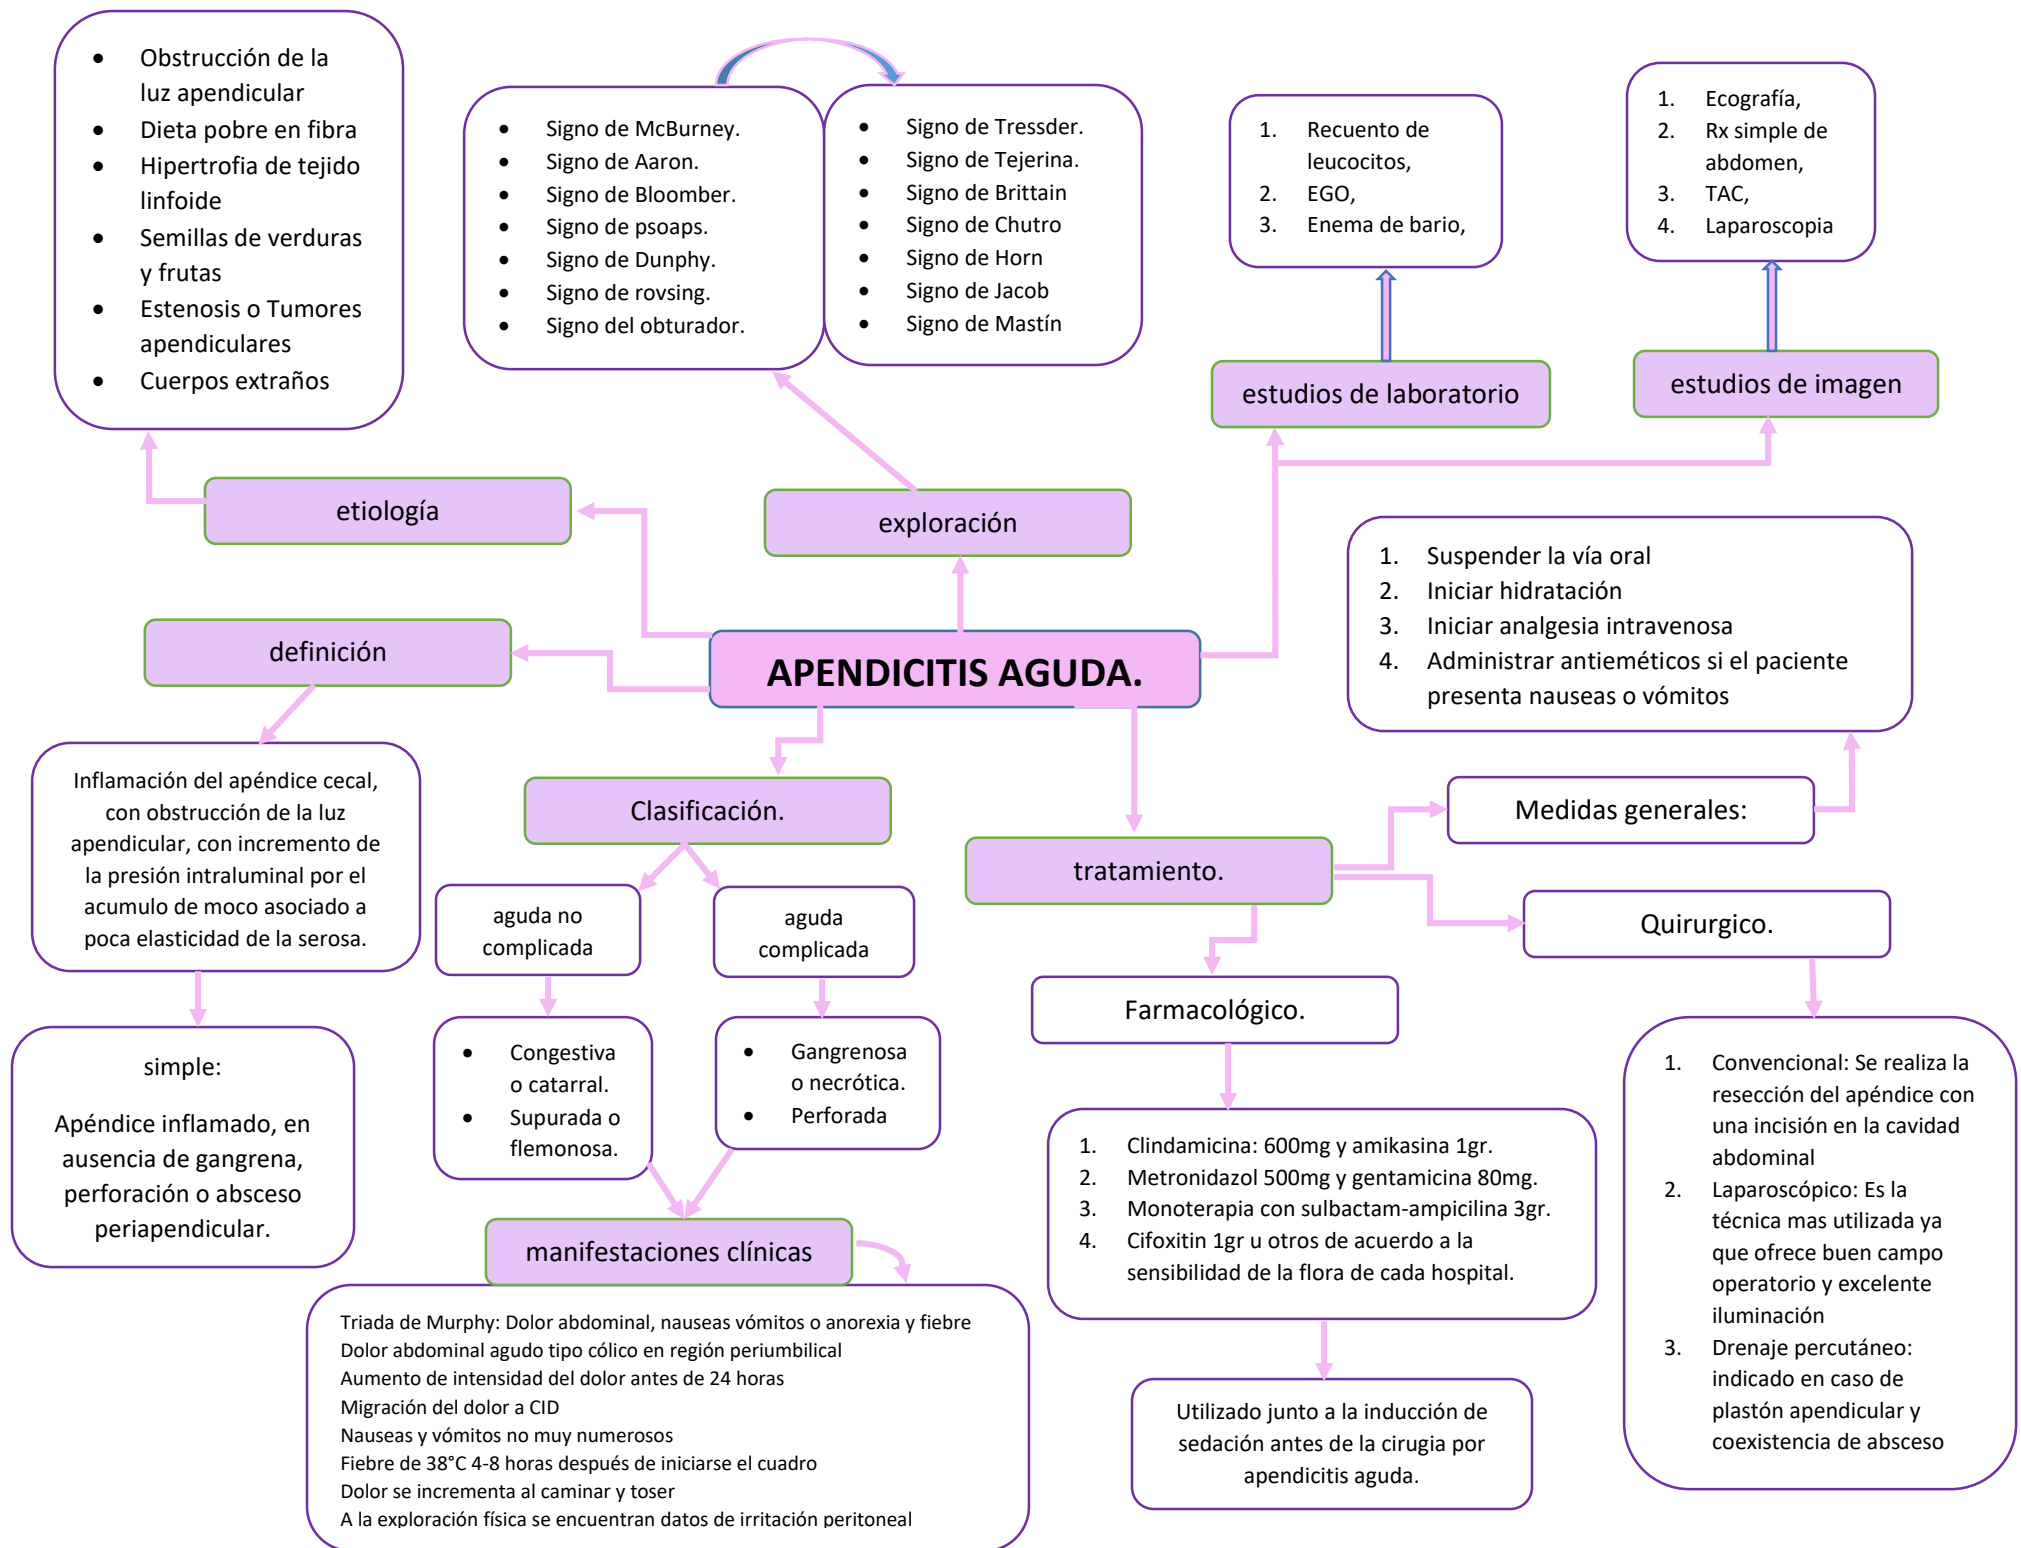 • Obstrucción de la
luz apendicular
• Dieta pobre en fibra
• Hipertrofia de tejido
linfoide
• Semillas de verduras
y frutas
• Estenosis o Tumores
apendiculares
• Cuerpos extraños
• Signo de McBurney.
• Signo de Aaron.
• Signo de Bloomber.
• Signo de psoaps.
• Signo de Dunphy.
• Signo de rovsing.
• Signo del obturador.
• Signo de Tressder.
• Signo de Tejerina.
• Signo de Brittain
• Signo de Chutro
• Signo de Horn
• Signo de Jacob
• Signo de Mastín
1. Recuento de
leucocitos,
2. EGO,
3. Enema de bario,
1. Ecografía,
2. Rx simple de
abdomen,
3. TAC,
4. Laparoscopia
estudios de laboratorio
estudios de imagen
etiología
exploración
1. Suspender la vía oral
2. Iniciar hidratación
3. Iniciar analgesia intravenosa
4. Administrar antieméticos si el paciente
presenta nauseas o vómitos
definición
APENDICITIS AGUDA.
Inflamación del apéndice cecal,
con obstrucción de la luz
apendicular, con incremento de
la presión intraluminal por el
acumulo de moco asociado a
poca elasticidad de la serosa.
Clasificación.
Medidas generales:
tratamiento.
aguda no
complicada
aguda
complicada
Quirurgico.
Farmacológico.
simple:
Apéndice inflamado, en
ausencia de gangrena,
perforación o absceso
periapendicular.
• Congestiva
o catarral.
• Supurada o
flemonosa.
• Gangrenosa
o necrótica.
• Perforada
1. Clindamicina: 600mg y amikasina 1gr.
2. Metronidazol 500mg y gentamicina 80mg.
3. Monoterapia con sulbactam-ampicilina 3gr.
4. Cifoxitin 1gr u otros de acuerdo a la
sensibilidad de la flora de cada hospital.
1. Convencional: Se realiza la
resección del apéndice con
una incisión en la cavidad
abdominal
2. Laparoscópico: Es la
técnica mas utilizada ya
que ofrece buen campo
operatorio y excelente
iluminación
3. Drenaje percutáneo:
indicado en caso de
plastón apendicular y
coexistencia de absceso
manifestaciones clínicas
Triada de Murphy: Dolor abdominal, nauseas vómitos o anorexia y fiebre
Dolor abdominal agudo tipo cólico en región periumbilical
Aumento de intensidad del dolor antes de 24 horas
Migración del dolor a CID
Nauseas y vómitos no muy numerosos
Fiebre de 38°C 4-8 horas después de iniciarse el cuadro
Dolor se incrementa al caminar y toser
A la exploración física se encuentran datos de irritación peritoneal
Utilizado junto a la inducción de
sedación antes de la cirugia por
apendicitis aguda.